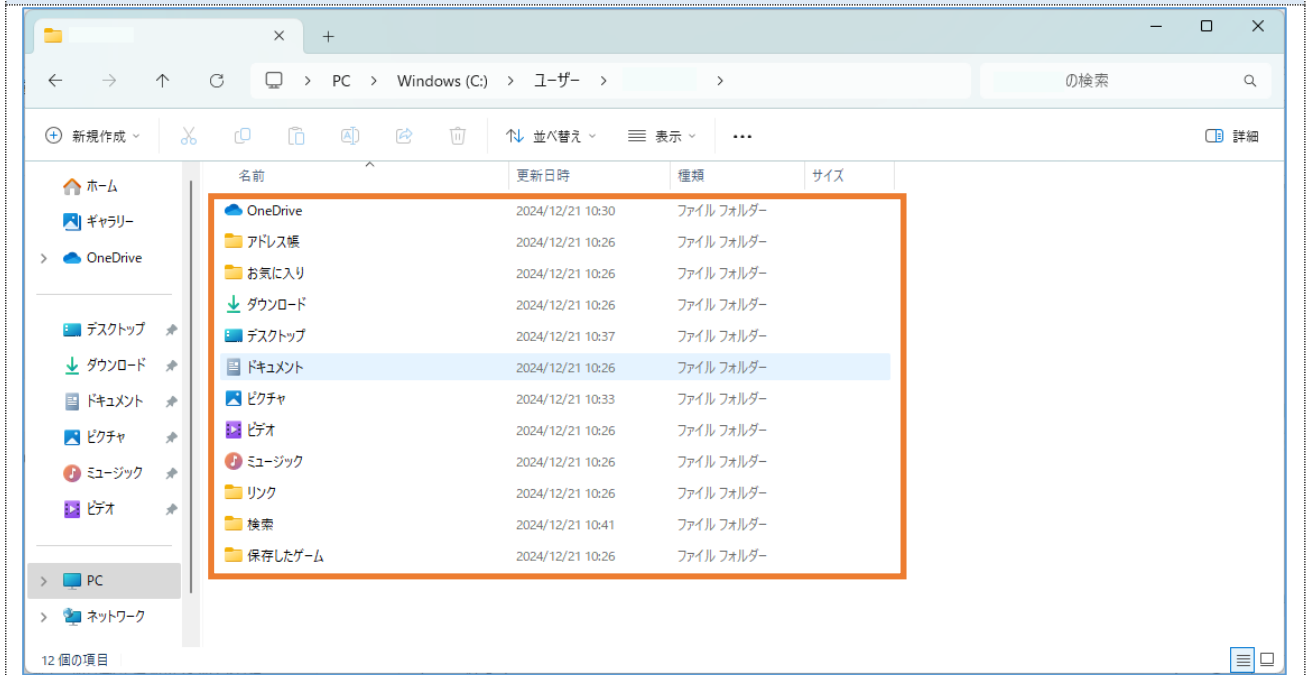 PC > Windows (C:) > ユーザー > >
の検索
新規作成 並べ替え 表示 ... 詳細
名前 更新日時 種類 サイズ
ホーム
ギャラリー
OneDrive
デスクトップ
ダウンロード
ドキュメント
ピクチャ
ミュージック
ビデオ
PC
ネットワーク
OneDrive 2024/12/21 10:30 ファイル フォルダー
アドレス帳 2024/12/21 10:26 ファイル フォルダー
お気に入り 2024/12/21 10:26 ファイル フォルダー
ダウンロード 2024/12/21 10:26 ファイル フォルダー
デスクトップ 2024/12/21 10:37 ファイル フォルダー
ドキュメント 2024/12/21 10:26 ファイル フォルダー
ピクチャ 2024/12/21 10:33 ファイル フォルダー
ビデオ 2024/12/21 10:26 ファイル フォルダー
ミュージック 2024/12/21 10:26 ファイル フォルダー
リンク 2024/12/21 10:26 ファイル フォルダー
検索 2024/12/21 10:41 ファイル フォルダー
保存したゲーム 2024/12/21 10:26 ファイル フォルダー
12 個の項目